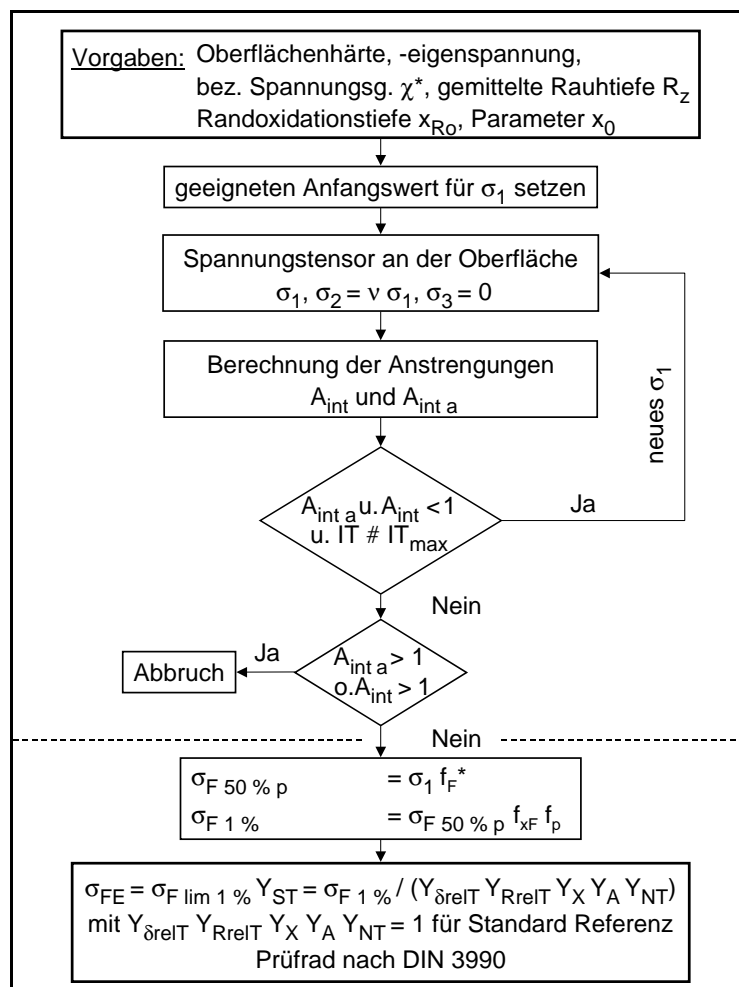 Vorgaben: Oberflächenhärte, -eigenspannung,
bez. Spannungsg. χ*, gemittelte Rauhtiefe Rz
Randoxidationstiefe xRo, Parameter x0
geeigneten Anfangswert für σ1 setzen
Spannungstensor an der Oberfläche
σ1, σ2 = ν σ1, σ3 = 0
Berechnung der Anstrengungen
Aint und Aint a
neues σ1
Aint a u. Aint < 1
u. IT # ITmax
Ja
Nein
Aint a > 1
o. Aint > 1
Ja
Abbruch
Nein
σF 50 % p = σ1 fF*
σF 1 % = σF 50 % p fxF fp
σFE = σF lim 1 % YST = σF 1 % / (YδrelT YRrelT YX YA YNT)
mit YδrelT YRrelT YX YA YNT = 1 für Standard Referenz
Prüfrad nach DIN 3990